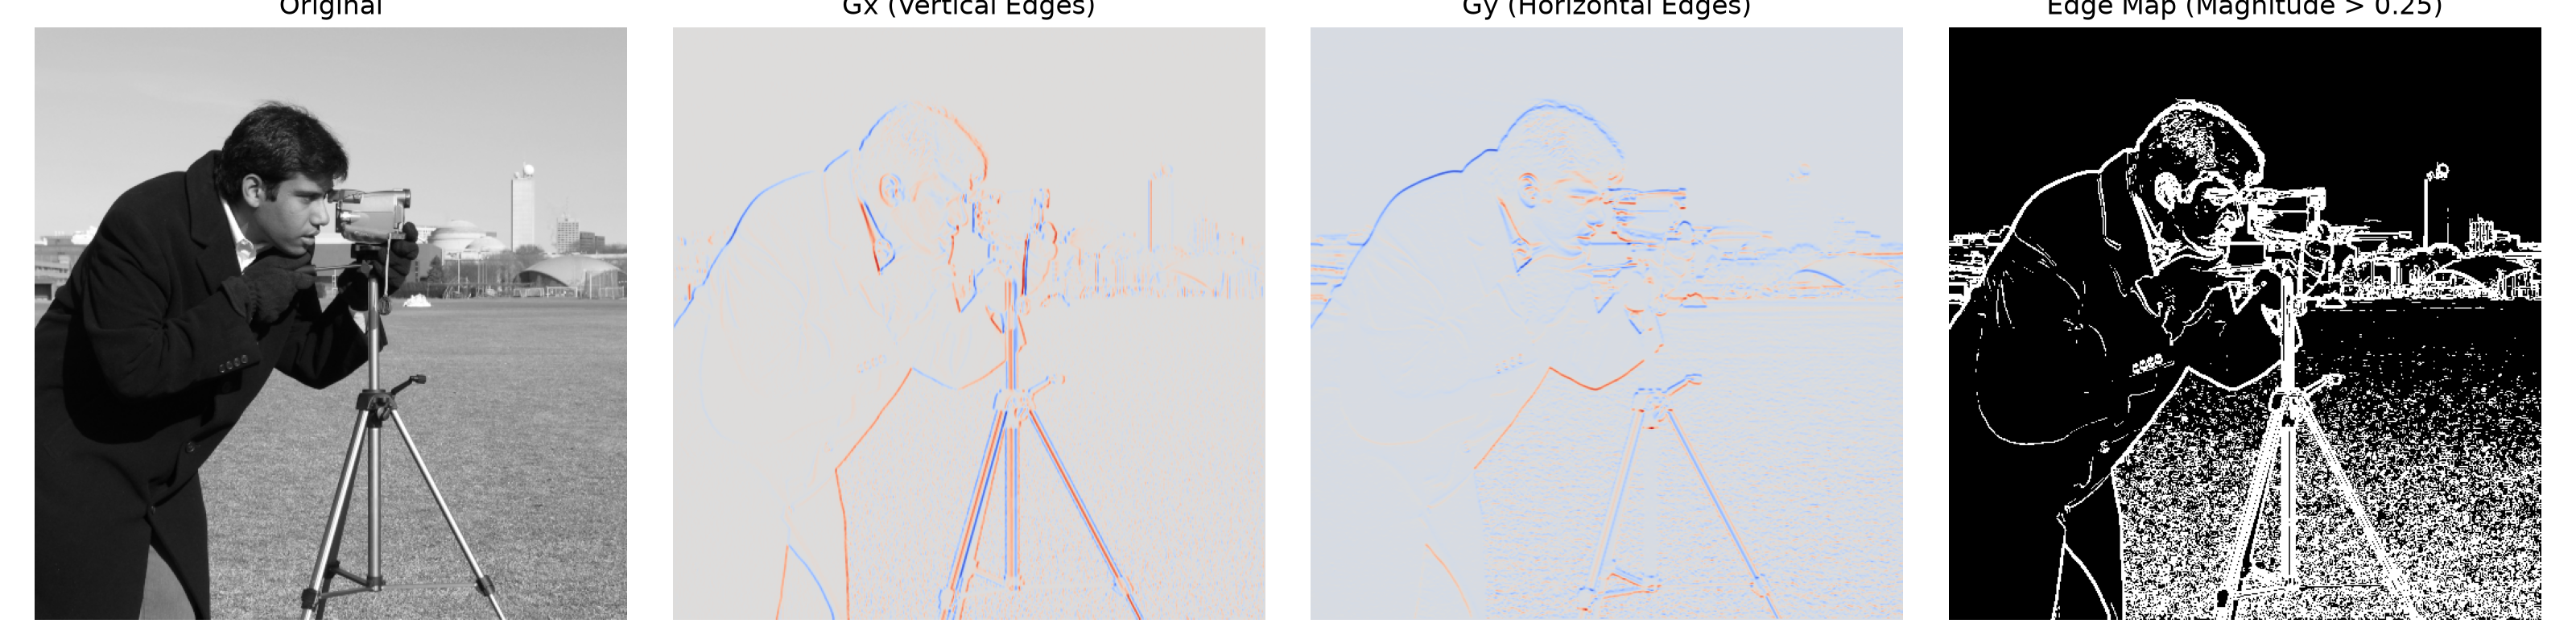 Original
Gx (Vertical Edges)
Gy (Horizontal Edges)
Edge Map (Magnitude > 0.25)